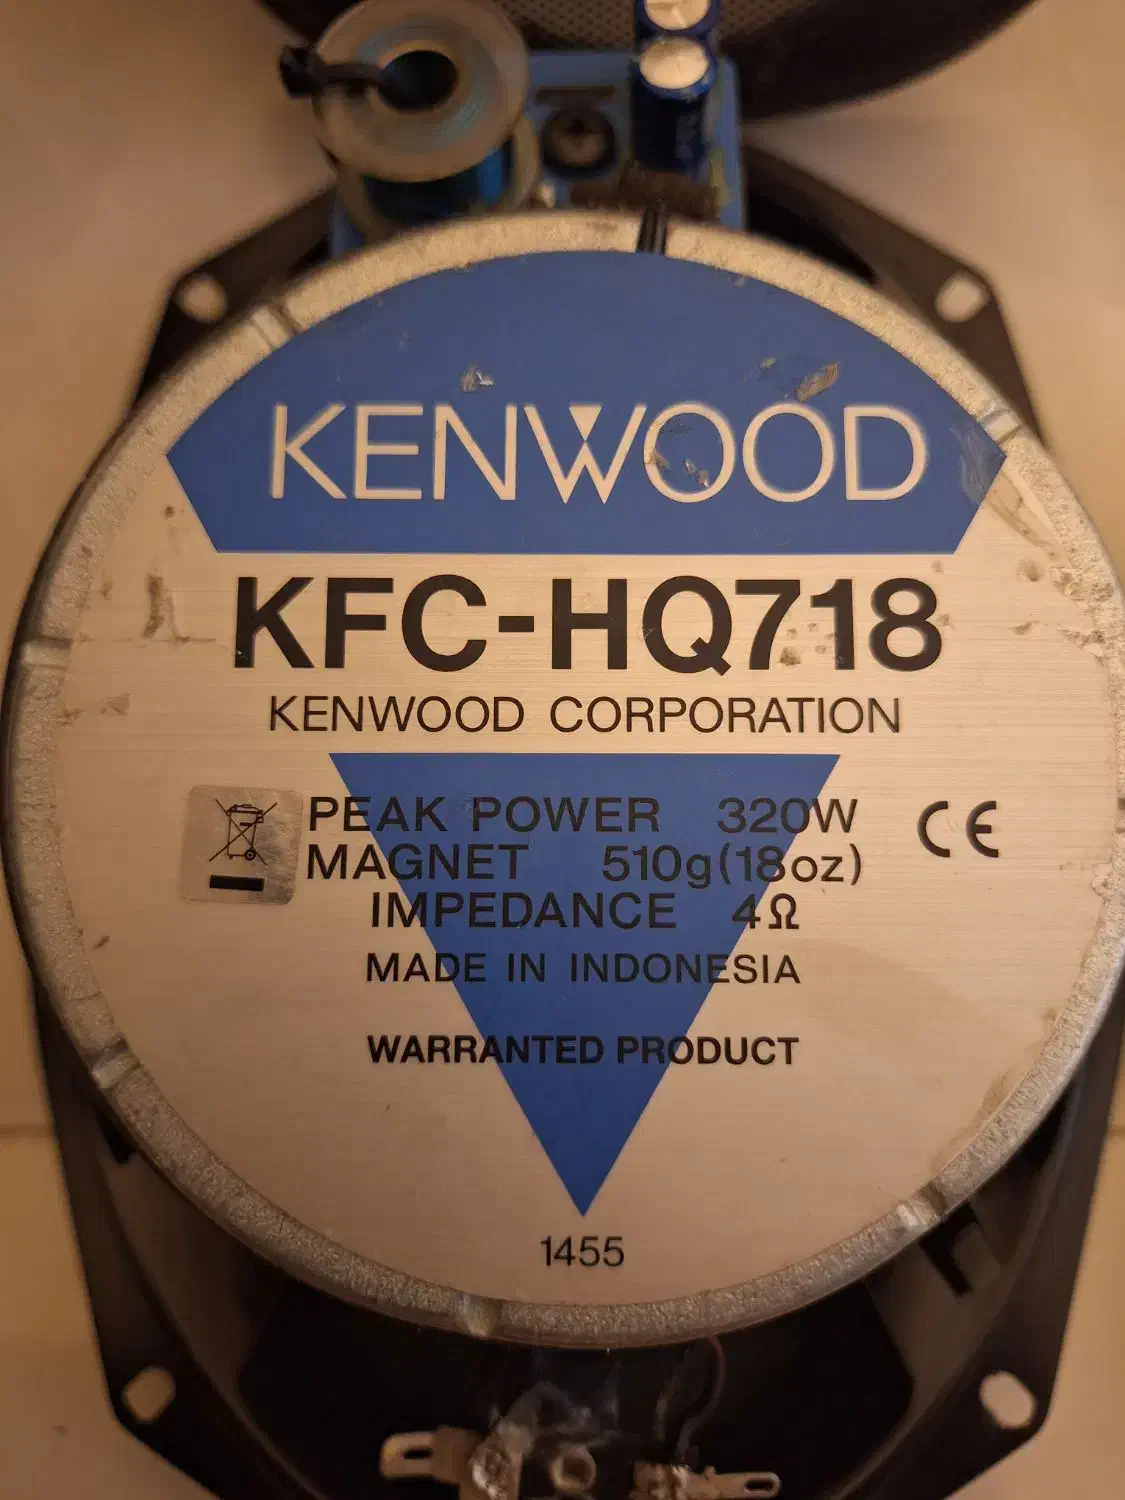 KENWOOD
KFC-HQ718
KENWOOD CORPORATION
PEAK POWER 320W
MAGNET 510g(18oz)
IMPEDANCE 4Ω
MADE IN INDONESIA
WARRANTED PRODUCT
CE
1455